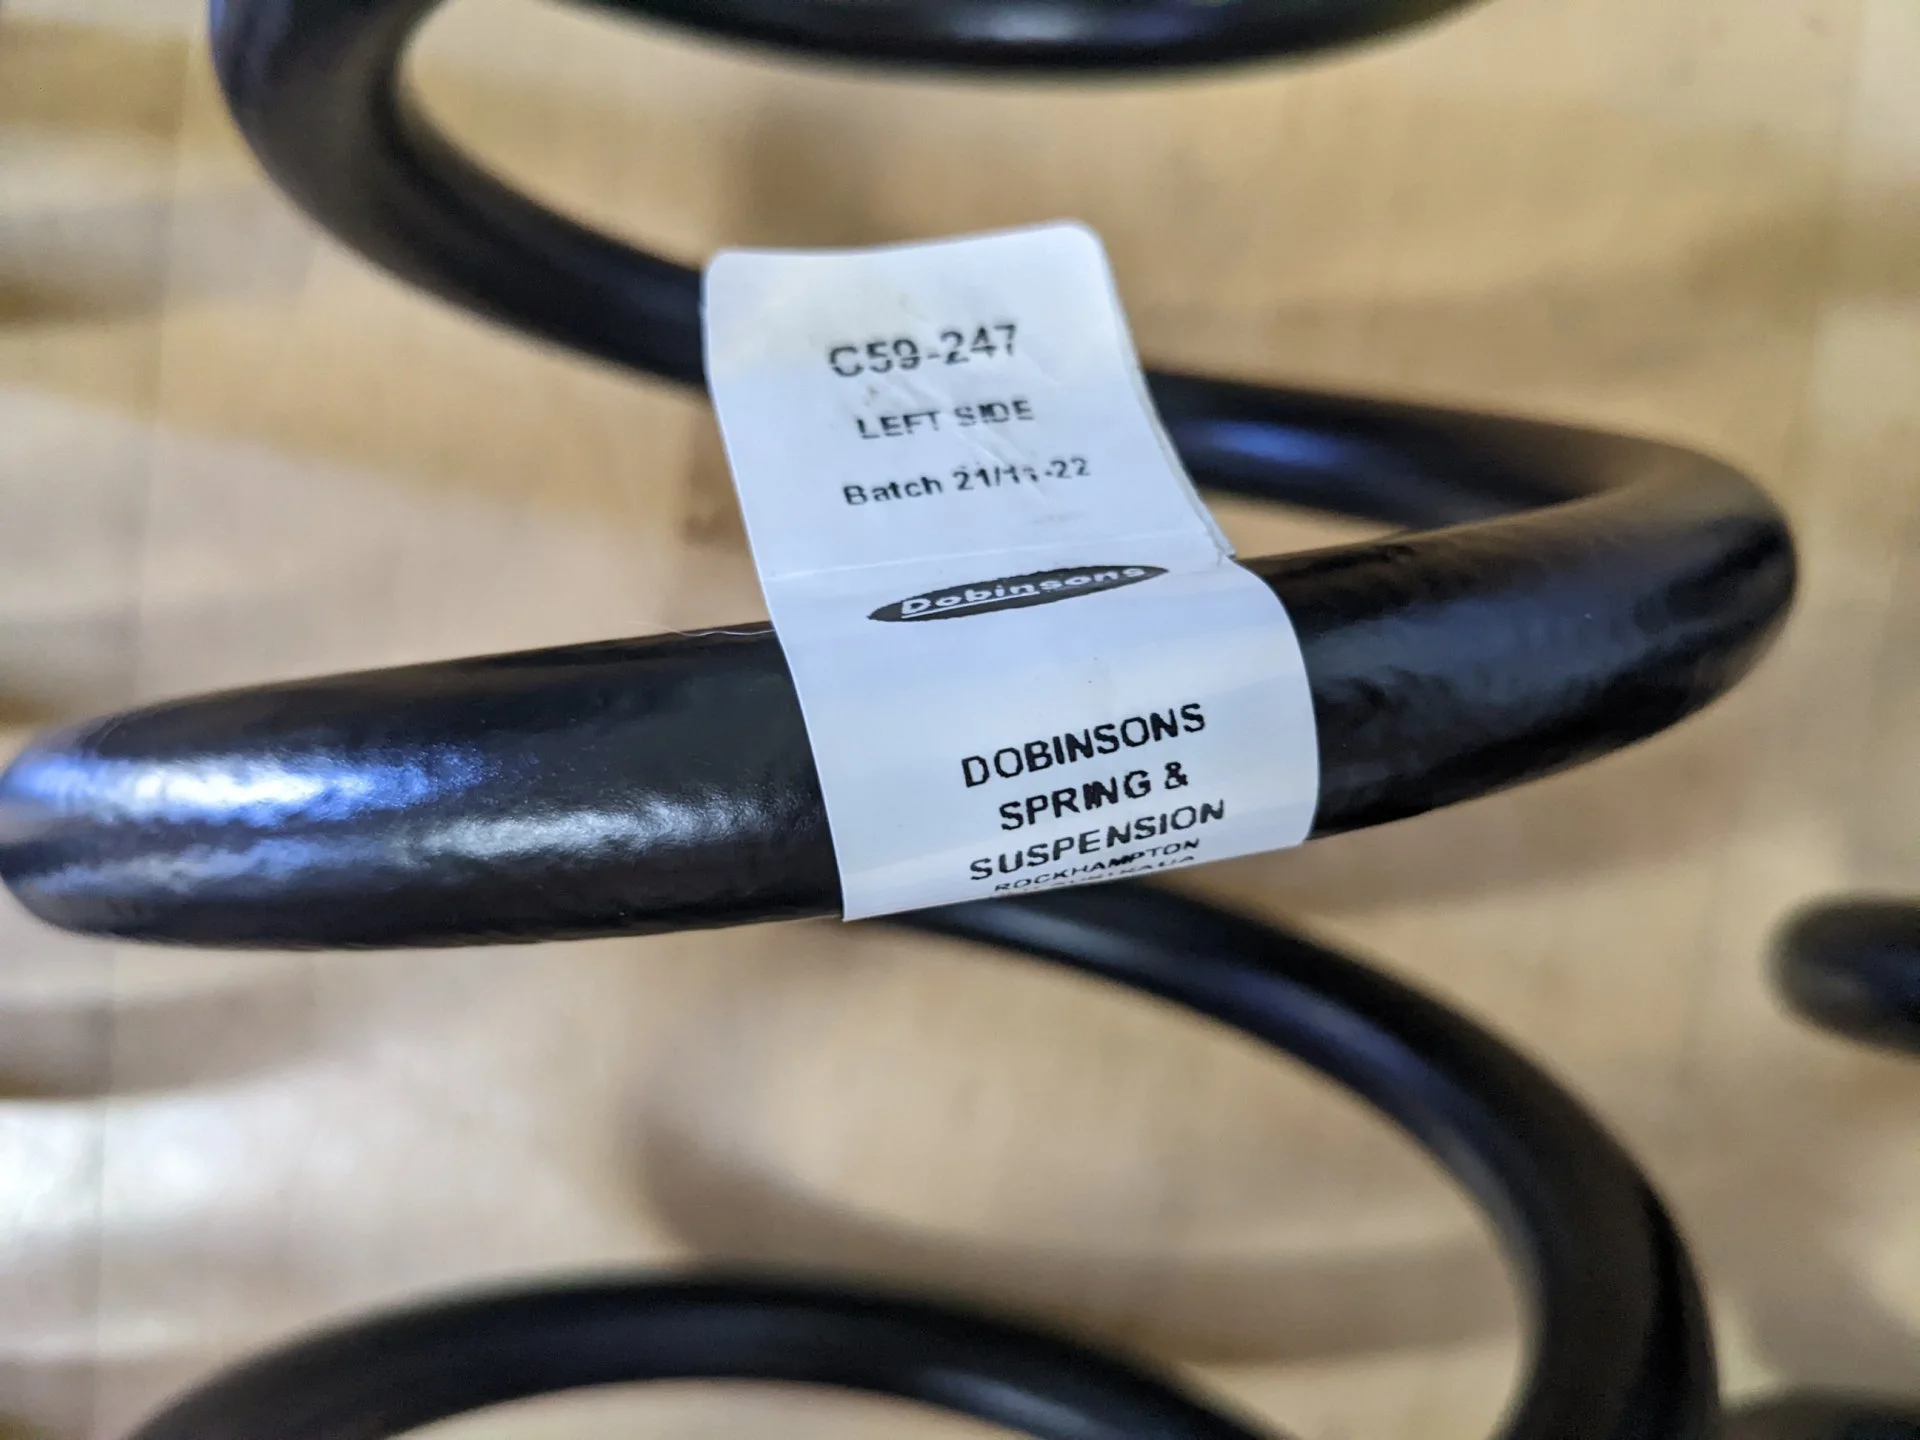 C59-247
LEFT SIDE
Batch 21/11-22
Dobinsons
DOBINSONS
SPRING &
SUSPENSION
ROCKHAMPTON